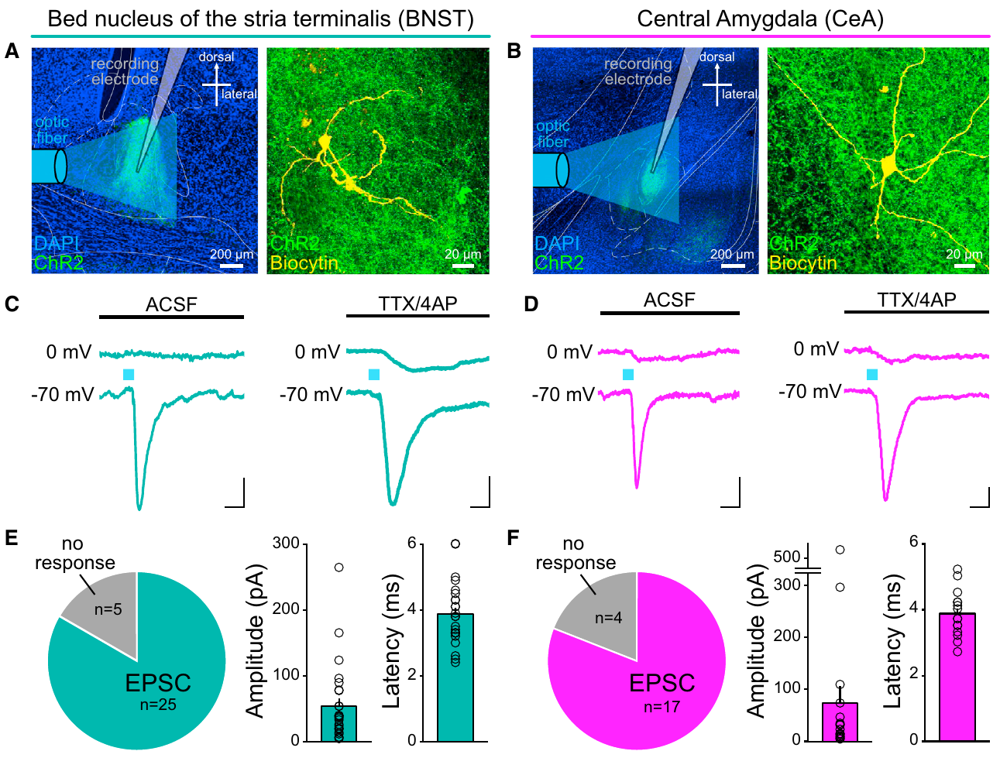 Bed nucleus of the stria terminalis (BNST)
Central Amygdala (CeA)
A
recording
electrode
dorsal
lateral
optic
fiber
DAPI
ChR2
200 µm
ChR2
Biocytin
20 µm
B
recording
electrode
dorsal
lateral
optic
fiber
DAPI
ChR2
200 µm
ChR2
Biocytin
20 µm
C
ACSF
TTX/4AP
0 mV
0 mV
-70 mV
-70 mV
D
ACSF
TTX/4AP
0 mV
0 mV
-70 mV
-70 mV
E
no
response
n=5
EPSC
n=25
Amplitude (pA)
300
200
100
0
Latency (ms)
6
4
2
0
F
no
response
n=4
EPSC
n=17
Amplitude (pA)
500
300
200
100
0
Latency (ms)
6
4
2
0